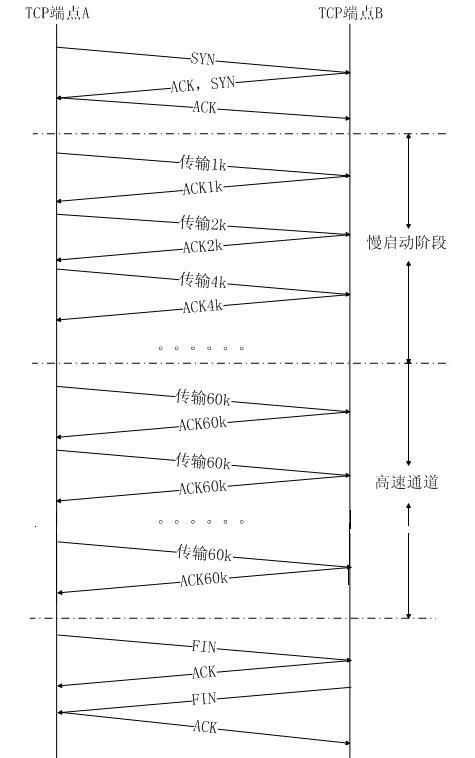 TCP端点A
TCP端点B
SYN
ACK，SYN
ACK
传输1k
ACK1k
传输2k
ACK2k
慢启动阶段
传输4k
ACK4k
。。。。。。
传输60k
ACK60k
传输60k
ACK60k
高速通道
。。。。。。
传输60k
ACK60k
FIN
ACK
FIN
ACK